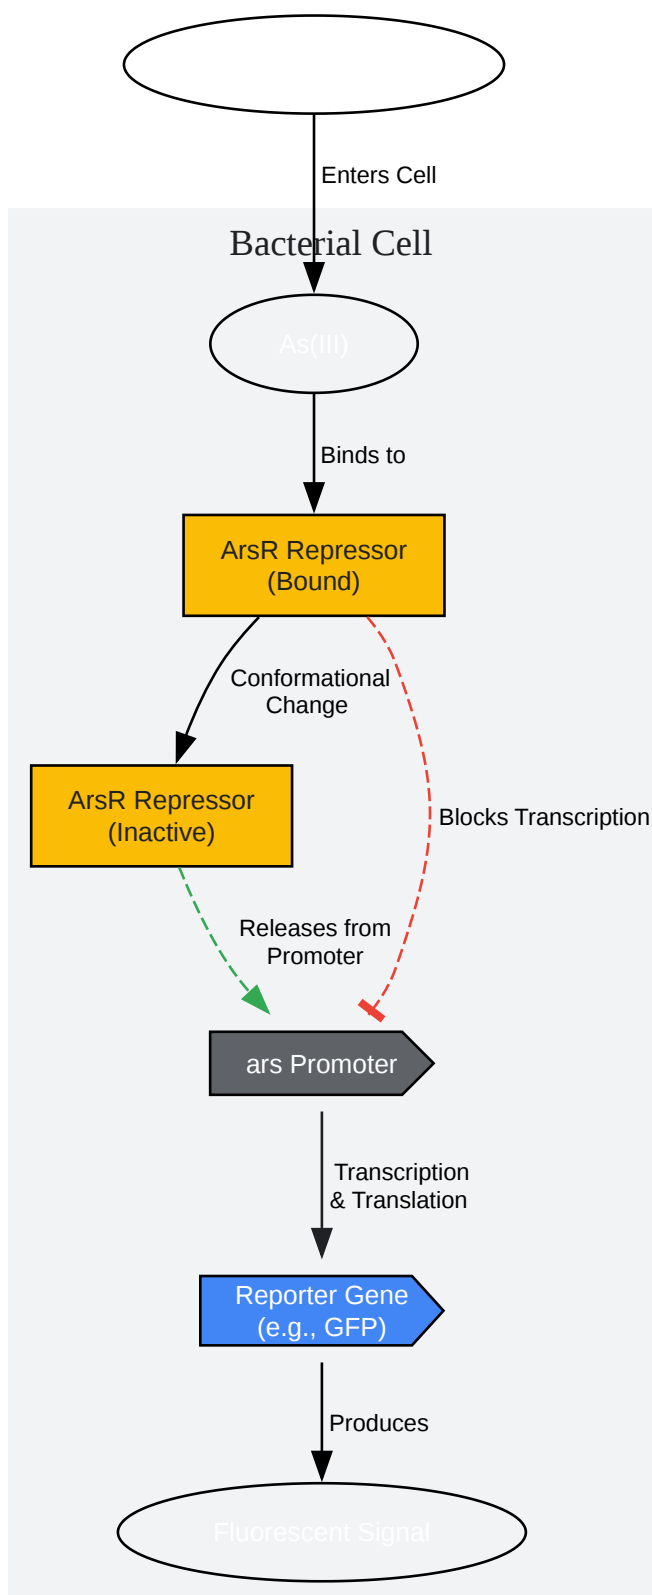 Enters Cell
Bacterial Cell
As(III)
Binds to
ArsR Repressor
(Bound)
Conformational
Change
ArsR Repressor
(Inactive)
Blocks Transcription
Releases from
Promoter
ars Promoter
Transcription
& Translation
Reporter Gene
(e.g., GFP)
Produces
Fluorescent Signal